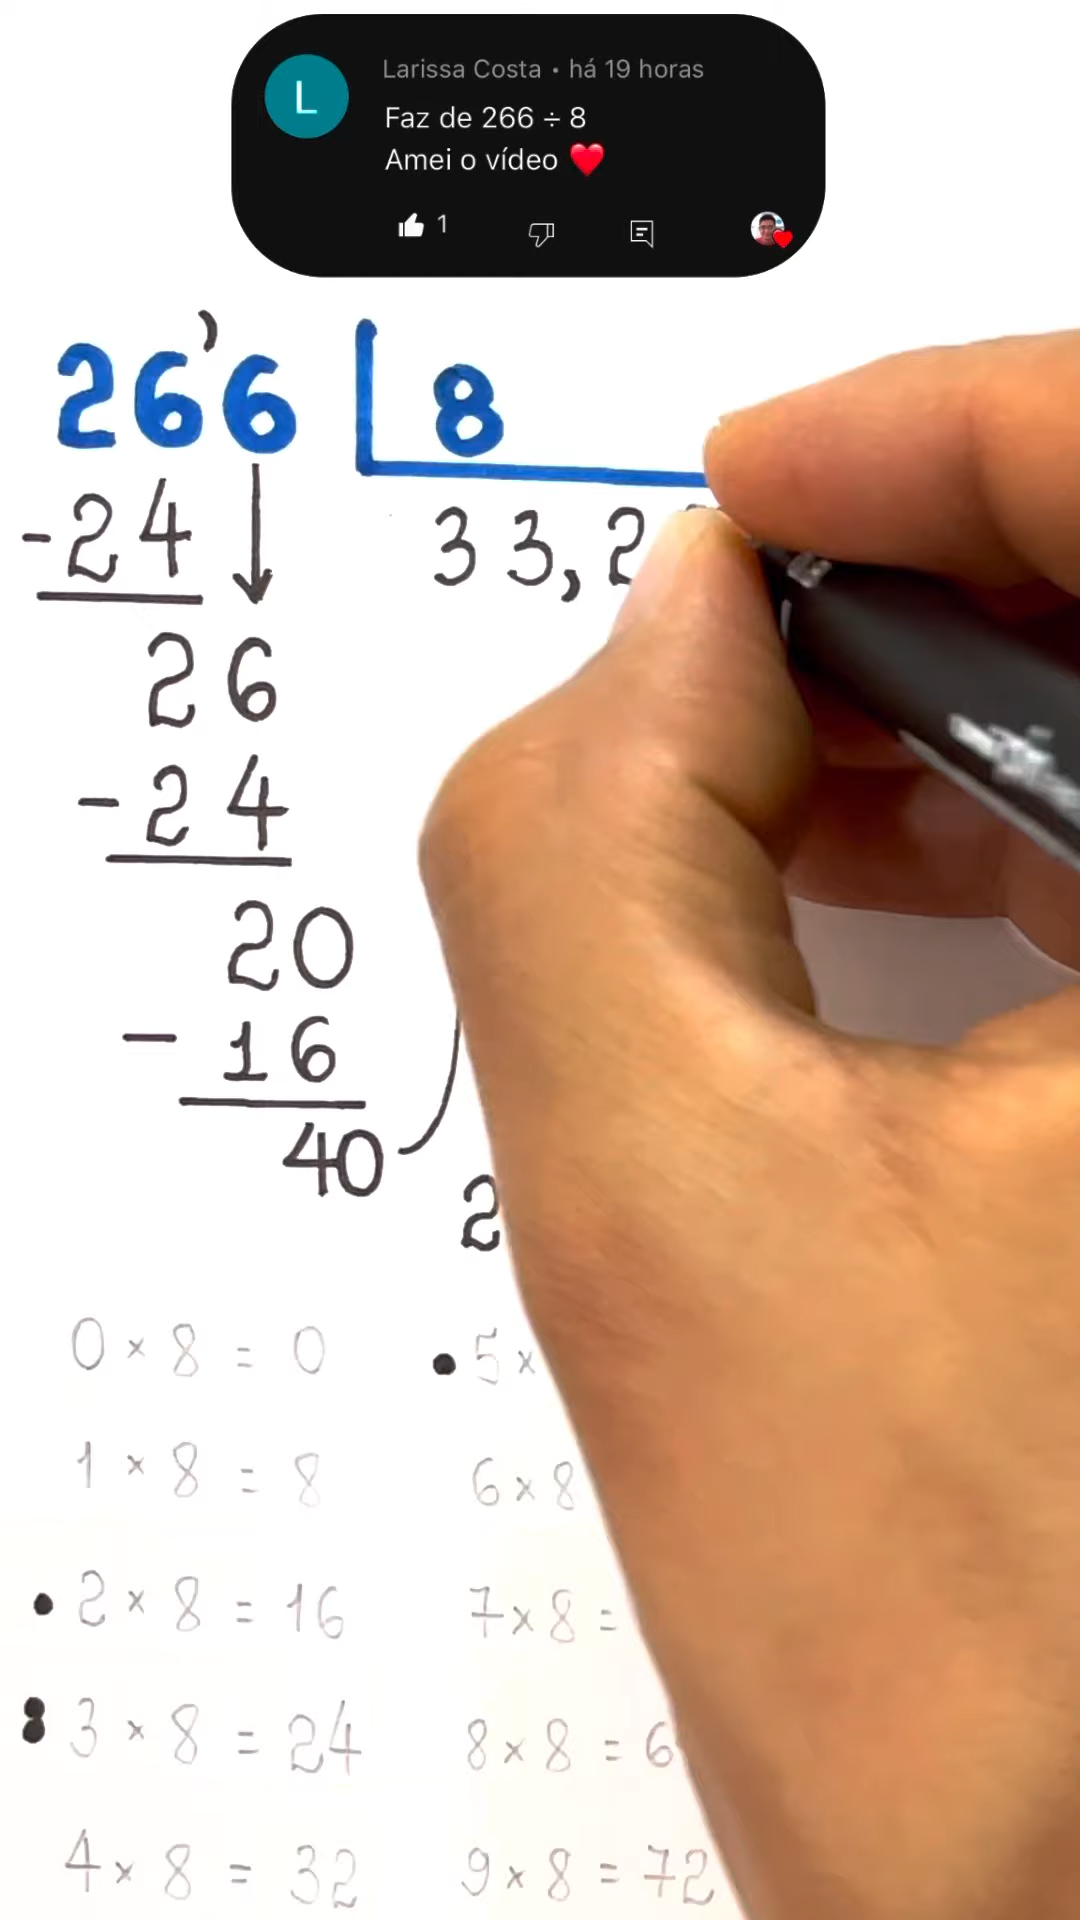 L
Larissa Costa • há 19 horas
Faz de 266 ÷ 8
Amei o vídeo ❤️
1
26'6 8
-24 33,2
26
-24
20
- 16
40
2
0 × 8 = 0 • 5 ×
1 × 8 = 8 6 × 8
• 2 × 8 = 16 7 × 8 =
3 × 8 = 24 8 × 8 = 6
4 × 8 = 32 9 × 8 = 72